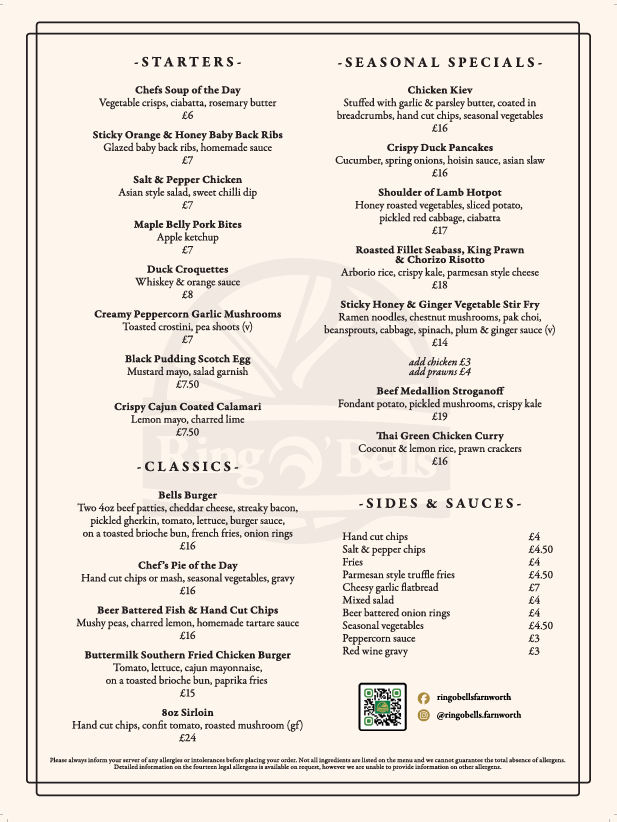 -STARTERS-
Chefs Soup of the Day
Vegetable crisps, ciabatta, rosemary butter
£6
Sticky Orange & Honey Baby Back Ribs
Glazed baby back ribs, homemade sauce
£7
Salt & Pepper Chicken
Asian style salad, sweet chilli dip
£7
Maple Belly Pork Bites
Apple ketchup
£7
Duck Croquettes
Whiskey & orange sauce
£8
Creamy Peppercorn Garlic Mushrooms
Toasted crostini, pea shoots (v)
£7
Black Pudding Scotch Egg
Mustard mayo, salad garnish
£7.50
Crispy Cajun Coated Calamari
Lemon mayo, charred lime
£7.50
-CLASSICS-
Bells Burger
Two 4oz beef patties, cheddar cheese, streaky bacon,
pickled gherkin, tomato, lettuce, burger sauce,
on a toasted brioche bun, french fries, onion rings
£16
Chef's Pie of the Day
Hand cut chips or mash, seasonal vegetables, gravy
£16
Beer Battered Fish & Hand Cut Chips
Mushy peas, charred lemon, homemade tartare sauce
£16
Buttermilk Southern Fried Chicken Burger
Tomato, lettuce, cajun mayonnaise,
on a toasted brioche bun, paprika fries
£15
8oz Sirloin
Hand cut chips, confit tomato, roasted mushroom (gf)
£24
-SEASONAL SPECIALS-
Chicken Kiev
Stuffed with garlic & parsley butter, coated in
breadcrumbs, hand cut chips, seasonal vegetables
£16
Crispy Duck Pancakes
Cucumber, spring onions, hoisin sauce, asian slaw
£16
Shoulder of Lamb Hotpot
Honey roasted vegetables, sliced potato,
pickled red cabbage, ciabatta
£17
Roasted Fillet Seabass, King Prawn
& Chorizo Risotto
Arborio rice, crispy kale, parmesan style cheese
£18
Sticky Honey & Ginger Vegetable Stir Fry
Ramen noodles, chestnut mushrooms, pak choi,
beansprouts, cabbage, spinach, plum & ginger sauce (v)
£14
add chicken £3
add prawns £4
Beef Medallion Stroganoff
Fondant potato, pickled mushrooms, crispy kale
£19
Thai Green Chicken Curry
Coconut & lemon rice, prawn crackers
£16
-SIDES & SAUCES-
Hand cut chips £4
Salt & pepper chips £4.50
Fries £4
Parmesan style truffle fries £4.50
Cheesy garlic flatbread £7
Mixed salad £4
Beer battered onion rings £4
Seasonal vegetables £4.50
Peppercorn sauce £3
Red wine gravy £3
ringobellsfarnworth
@ringobells.farnworth
Ring O' Bells
Please always inform your server of any allergies or intolerances before placing your order. Not all ingredients are listed on the menu and we cannot guarantee the total absence of allergens.
Detailed information on the fourteen legal allergens is available on request, however we are unable to provide information on other allergens.